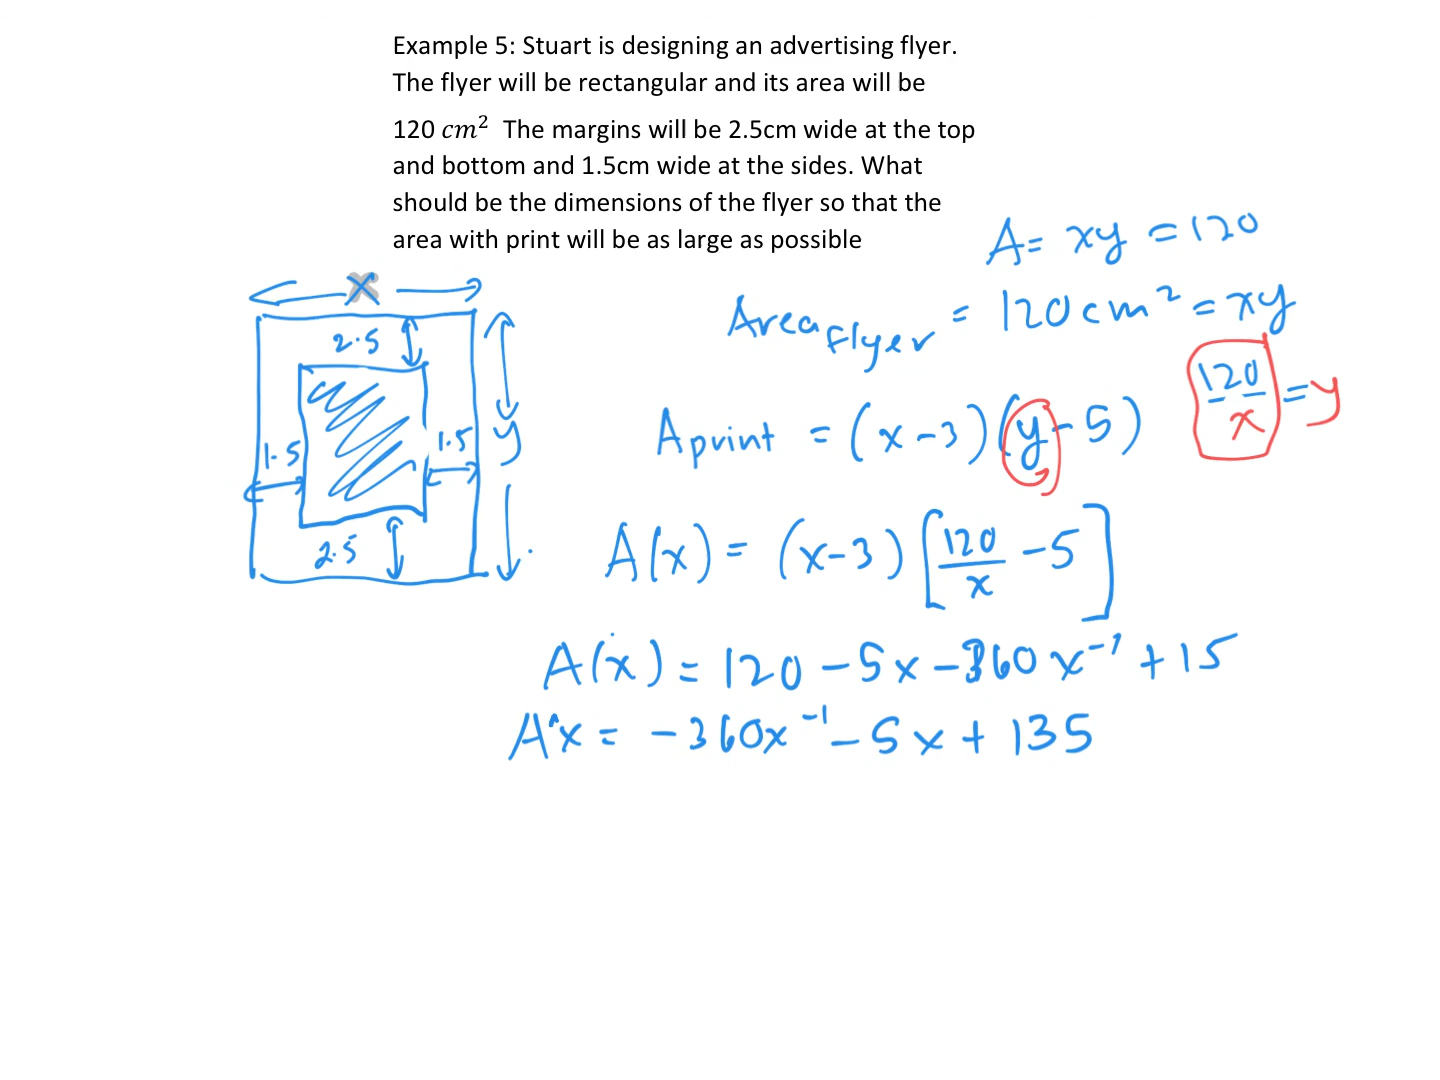 Example 5: Stuart is designing an advertising flyer.
The flyer will be rectangular and its area will be
120 cm² The margins will be 2.5cm wide at the top
and bottom and 1.5cm wide at the sides. What
should be the dimensions of the flyer so that the
area with print will be as large as possible
A = xy = 120
x
Area flyer = 120cm² = xy
2.5
120/x = y
A print = (x-3)(y-5)
1.5
1.5
y
2.5
A(x) = (x-3)[120/x -5]
A(x) = 120 - 5x - 360x⁻¹ + 15
A^x = -360x⁻¹ - 5x + 135